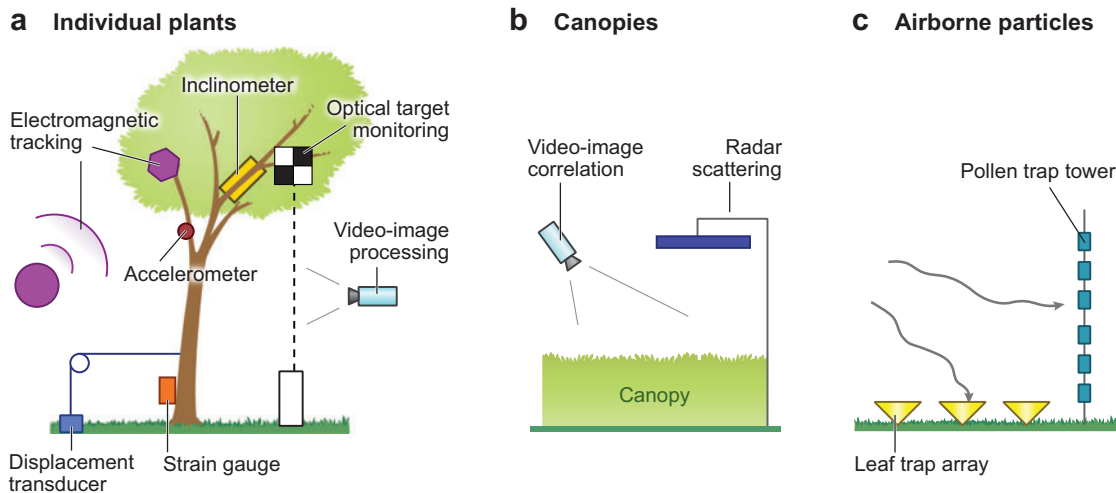 a Individual plants
Inclinometer
Optical target
monitoring
Electromagnetic
tracking
Video-image
processing
Accelerometer
Displacement
transducer
Strain gauge
b Canopies
Video-image
correlation
Radar
scattering
Canopy
c Airborne particles
Pollen trap tower
Leaf trap array